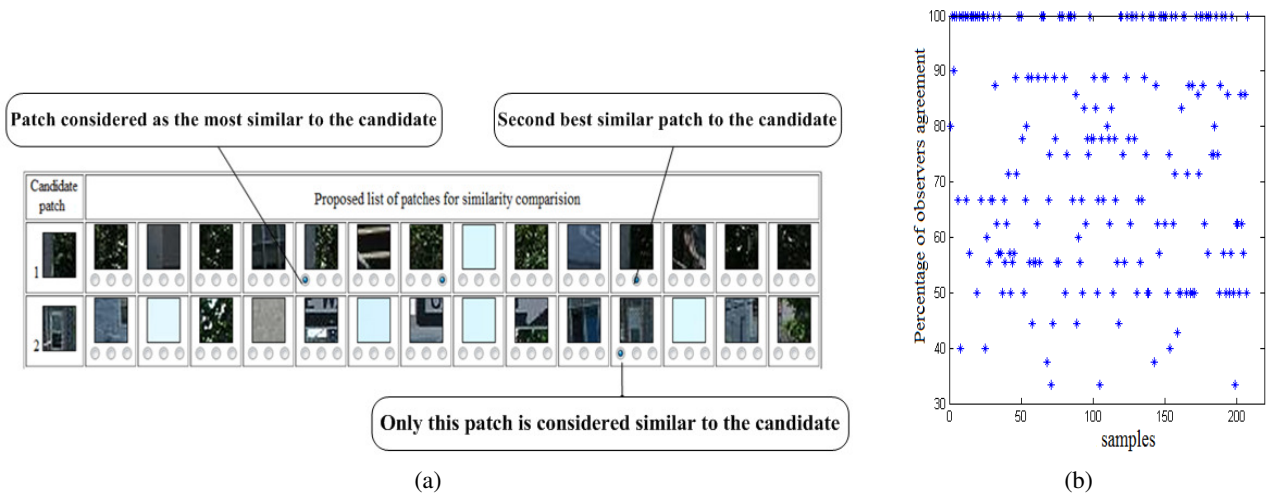 Patch considered as the most similar to the candidate
Second best similar patch to the candidate
Candidate
patch
Proposed list of patches for similarity comparision
1
2
Only this patch is considered similar to the candidate
(a)
Percentage of observers agreement
100
90
80
70
60
50
40
30
0
50
100
150
200
samples
(b)